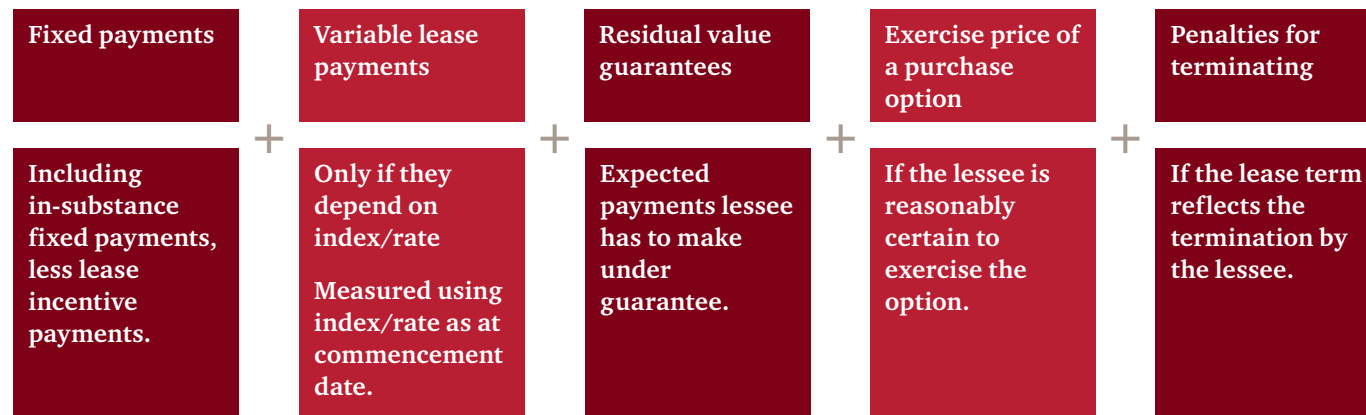 Fixed payments
Including
in-substance
fixed payments,
less lease
incentive
payments.
+
Variable lease
payments
Only if they
depend on
index/rate
Measured using
index/rate as at
commencement
date.
+
Residual value
guarantees
Expected
payments lessee
has to make
under
guarantee.
+
Exercise price of
a purchase
option
If the lessee is
reasonably
certain to
exercise the
option.
+
Penalties for
terminating
If the lease term
reflects the
termination by
the lessee.